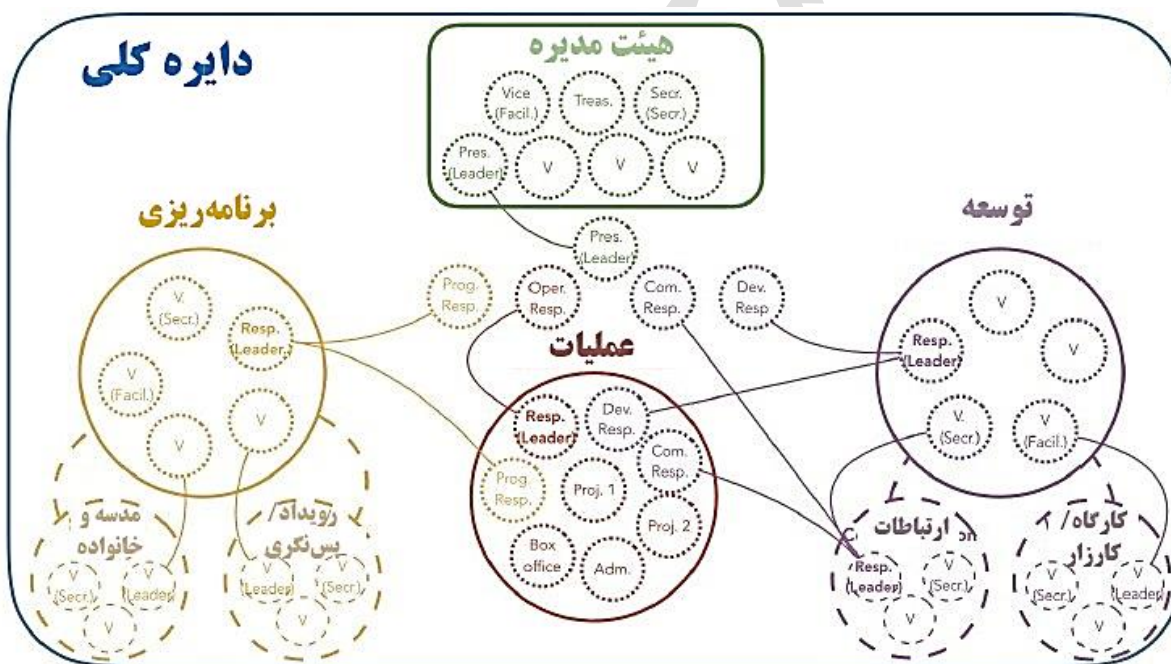 دایره کلی
هیئت مدیره
Vice
(Facil.)
Treas.
Secr.
(Secr.)
Pres.
(Leader)
V
V
V
برنامه‌ریزی
توسعه
Pres.
(Leader)
Prog.
Resp.
Oper.
Resp.
Com.
Resp.
Dev.
Resp
V.
(Secr.)
Resp.
(Leader)
V
(Facil.)
V
V
عملیات
Resp.
(Leader)
Dev.
Resp.
Com.
Resp.
Prog.
Resp.
Proj. 1
Proj. 2
Box
office
Adm.
V
Resp.
(Leader)
V
V.
(Secr.)
V
(Facil.)
مدسه و
خانواده
V
(Secr.)
V
(Leader)
V
رویداد/
پس‌نگری
V
(Leader)
V
(Secr.)
V
ارتباطات
Resp.
(Leader)
V
(Secr.)
V
کارگاه/
کارزار
V
(Secr.)
V
(Leader)
V